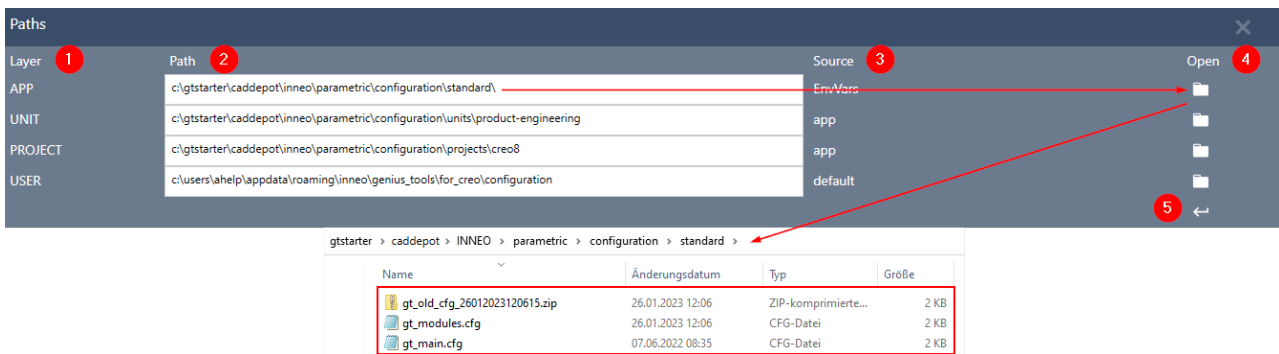 Paths
Layer 1 Path 2 Source 3 Open 4
APP c:\gtstarter\caddepot\inneo\parametric\configuration\standard\ EnvVars
UNIT c:\gtstarter\caddepot\inneo\parametric\configuration\units\product-engineering app
PROJECT c:\gtstarter\caddepot\inneo\parametric\configuration\projects\creo8 app
USER c:\users\ahelp\appdata\roaming\inneo\genius_tools\for_creo\configuration default
5
gtstarter > caddepot > INNEO > parametric > configuration > standard >
Name Änderungsdatum Typ Größe
gt_old_cfg_26012023120615.zip 26.01.2023 12:06 ZIP-komprimierte... 2 KB
gt_modules.cfg 26.01.2023 12:06 CFG-Datei 2 KB
gt_main.cfg 07.06.2022 08:35 CFG-Datei 2 KB